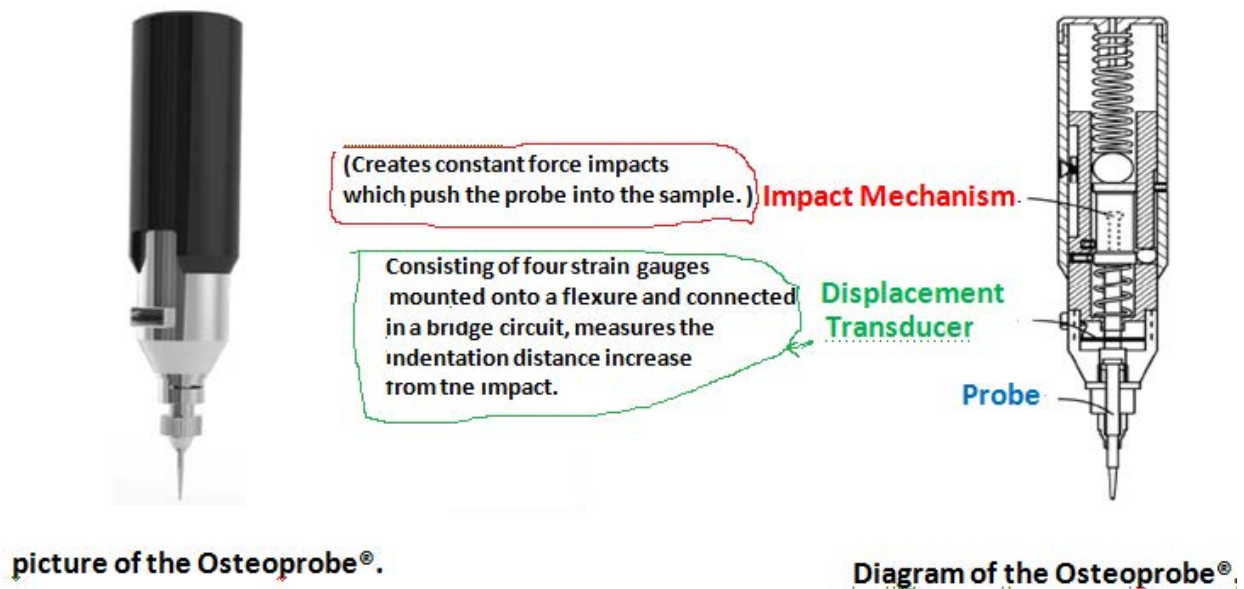 (Creates constant force impacts
which push the probe into the sample.)
Impact Mechanism
Consisting of four strain gauges
mounted onto a flexure and connected
in a bridge circuit, measures the
indentation distance increase
from the impact.
Displacement
Transducer
Probe
picture of the Osteoprobe®.
Diagram of the Osteoprobe®.